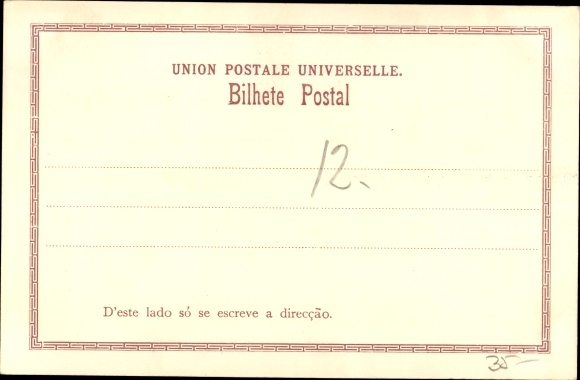 UNION POSTALE UNIVERSELLE.
Bilhete Postal
12.
D'este lado só se escreve a direcção.
35—